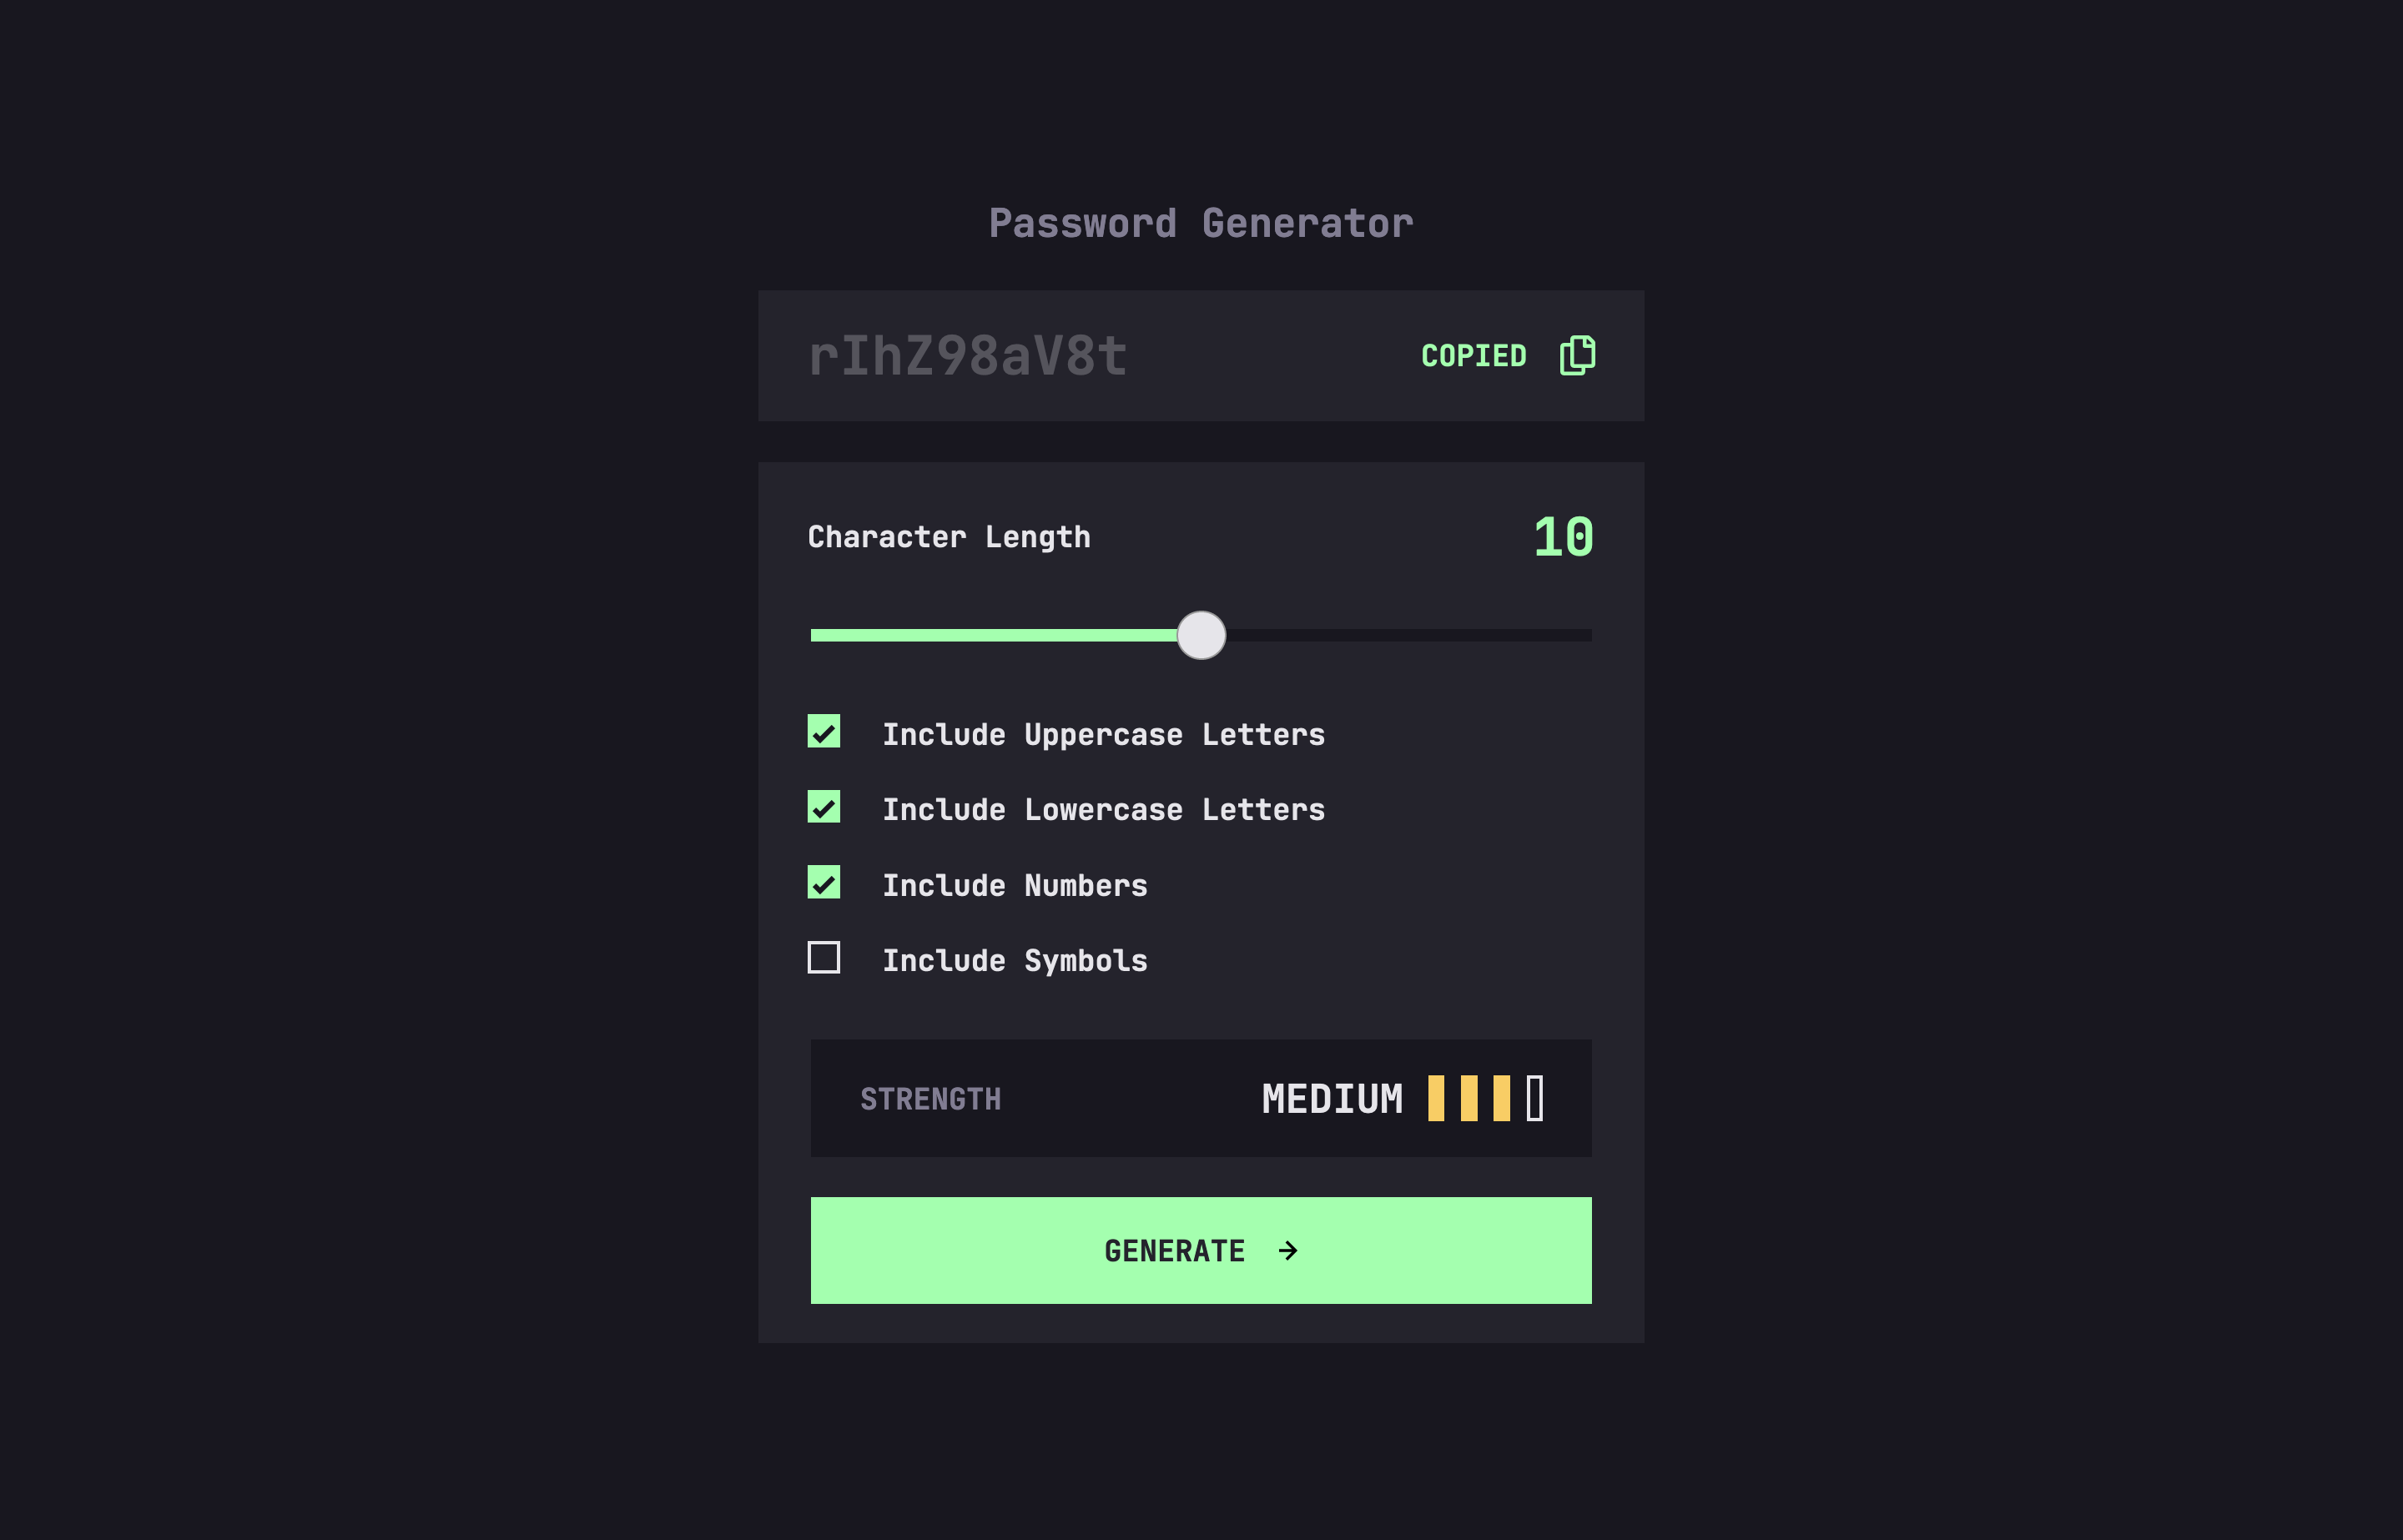 Password Generator
rIhZ98aV8t COPIED
Character Length 10
Include Uppercase Letters
Include Lowercase Letters
Include Numbers
Include Symbols
STRENGTH MEDIUM
GENERATE →